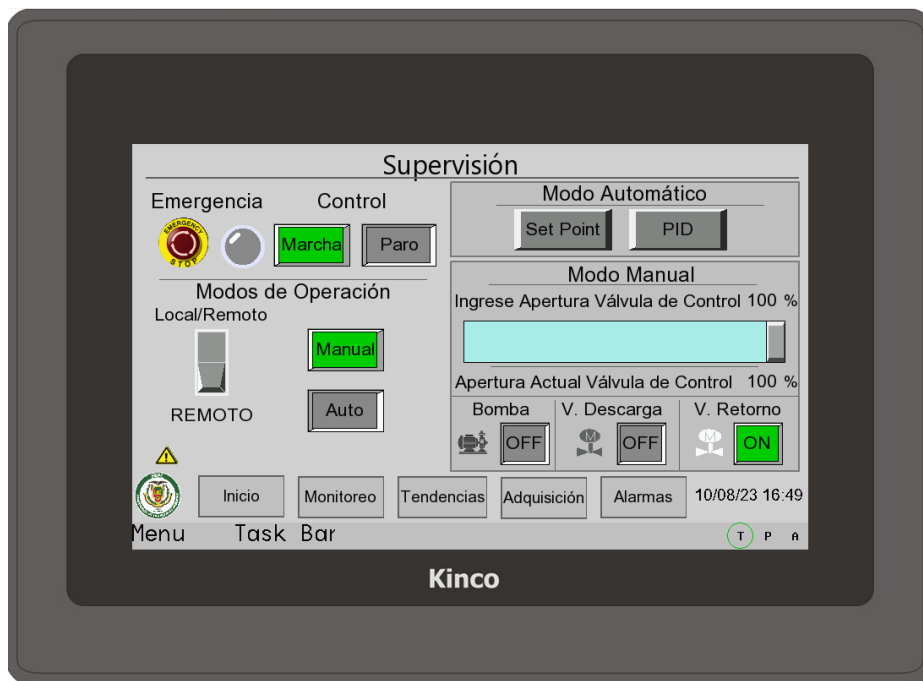 Supervisión
Emergencia
Control
EMERGENCY
STOP
Marcha
Paro
Modos de Operación
Local/Remoto
REMOTO
Manual
Auto
Modo Automático
Set Point
PID
Modo Manual
Ingrese Apertura Válvula de Control 100 %
Apertura Actual Válvula de Control 100 %
Bomba
V. Descarga
V. Retorno
OFF
M
OFF
M
ON
Inicio
Monitoreo
Tendencias
Adquisición
Alarmas
10/08/23 16:49
Menu Task Bar
T P A
Kinco